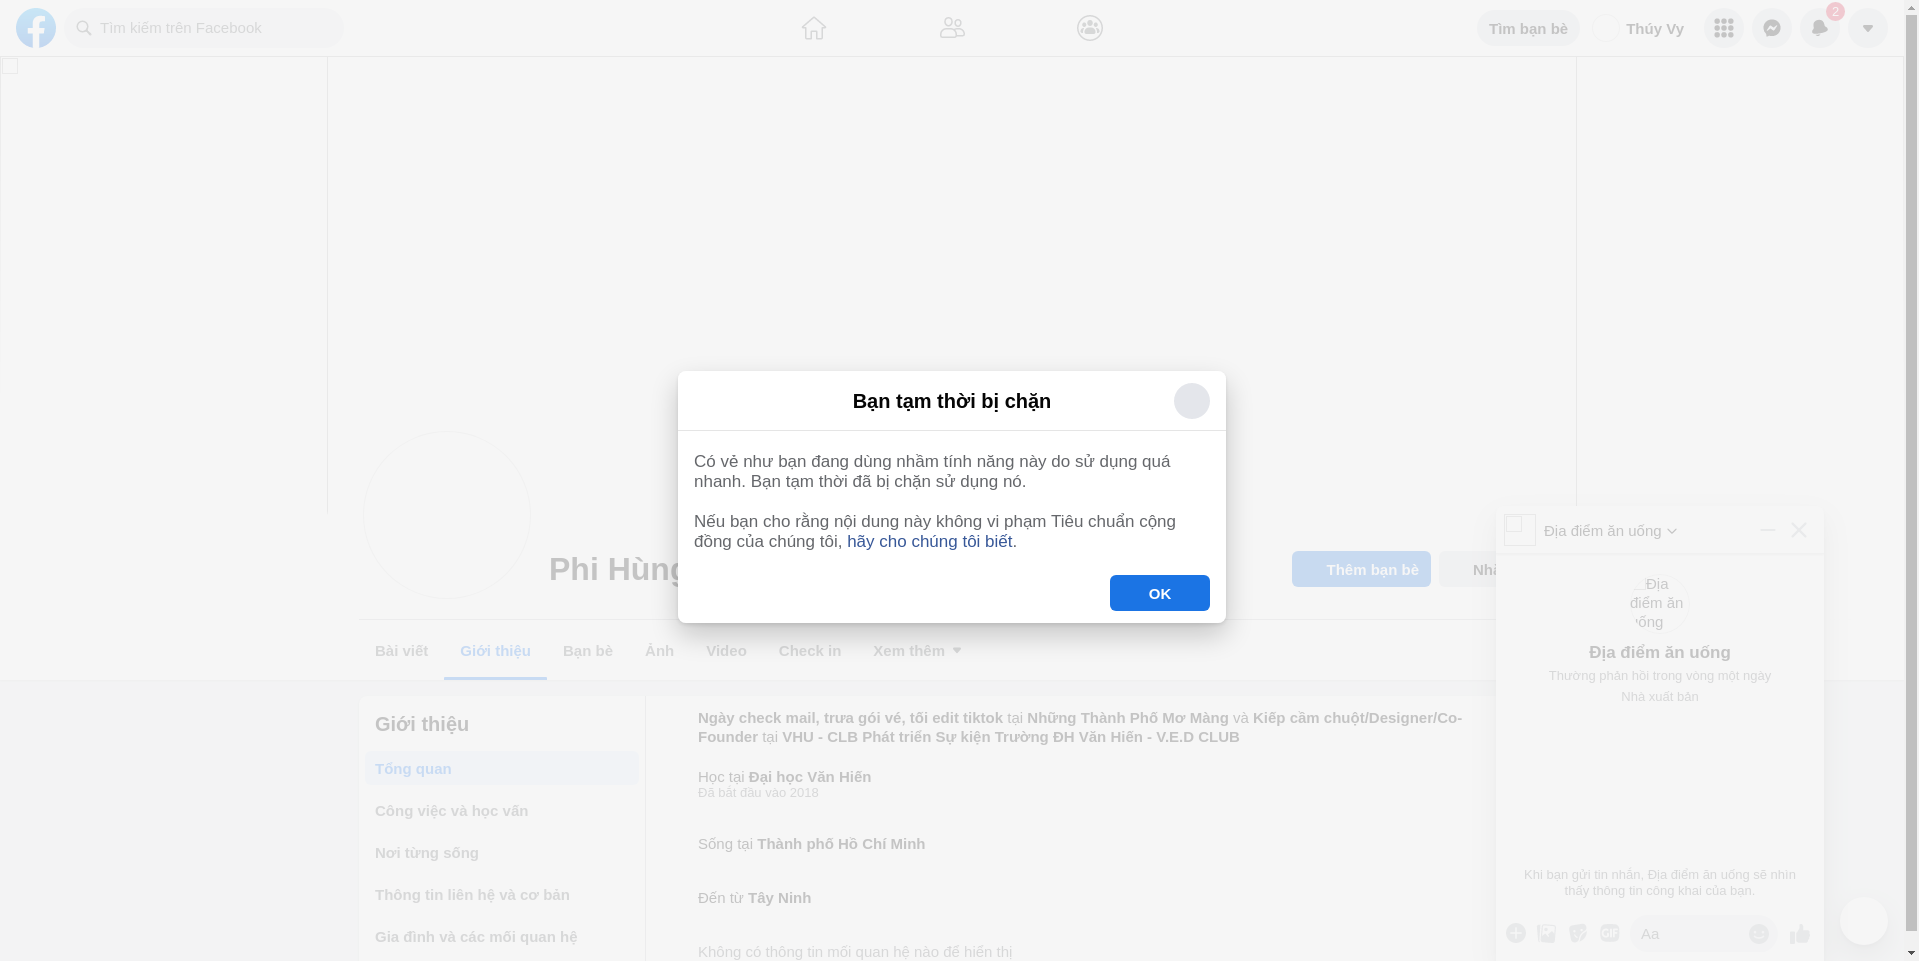 Tìm kiếm trên Facebook
Tìm bạn bè
Thúy Vy
2
Bạn tạm thời bị chặn
Có vẻ như bạn đang dùng nhầm tính năng này do sử dụng quá
nhanh. Bạn tạm thời đã bị chặn sử dụng nó.
Nếu bạn cho rằng nội dung này không vi phạm Tiêu chuẩn cộng
đồng của chúng tôi, hãy cho chúng tôi biết.
OK
Phi Hùng
Thêm bạn bè
Bài viết
Giới thiệu
Bạn bè
Ảnh
Video
Check in
Xem thêm
Giới thiệu
Tổng quan
Công việc và học vấn
Nơi từng sống
Thông tin liên hệ và cơ bản
Gia đình và các mối quan hệ
Ngày check mail, trưa gói vé, tối edit tiktok tại Những Thành Phố Mơ Màng và Kiếp cầm chuột/Designer/Co-
Founder tại VHU - CLB Phát triển Sự kiện Trường ĐH Văn Hiến - V.E.D CLUB
Học tại Đại học Văn Hiến
Đã bắt đầu vào 2018
Sống tại Thành phố Hồ Chí Minh
Đến từ Tây Ninh
Không có thông tin mối quan hệ nào để hiển thị
Địa điểm ăn uống
Địa
điểm ăn
uống
Địa điểm ăn uống
Thường phản hồi trong vòng một ngày
Nhà xuất bản
Khi bạn gửi tin nhắn, Địa điểm ăn uống sẽ nhìn
thấy thông tin công khai của bạn.
GIF
Aa